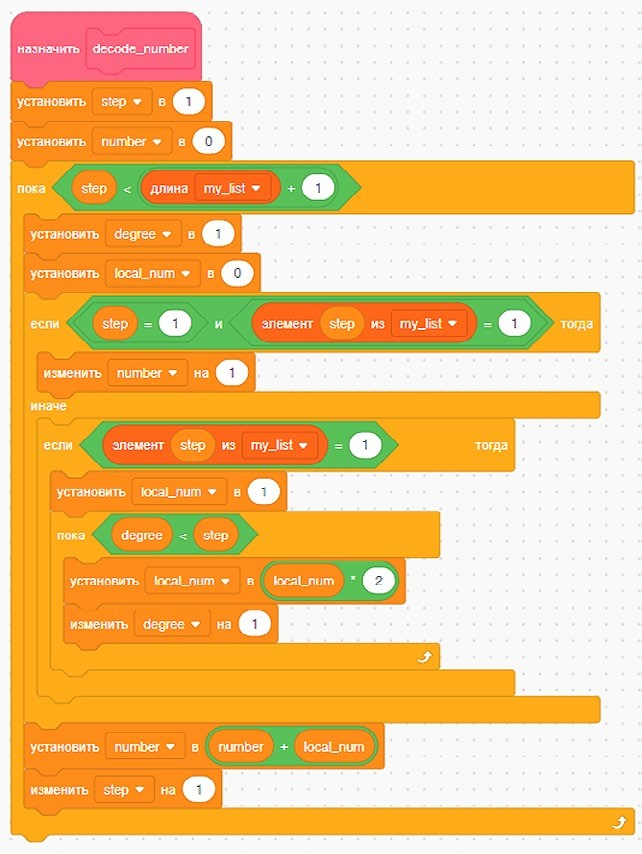 назначить decode_number
установить step в 1
установить number в 0
пока step < длина my_list + 1
установить degree в 1
установить local_num в 0
если step = 1 и элемент step из my_list = 1 тогда
изменить number на 1
иначе
если элемент step из my_list = 1 тогда
установить local_num в 1
пока degree < step
установить local_num в local_num * 2
изменить degree на 1
установить number в number + local_num
изменить step на 1